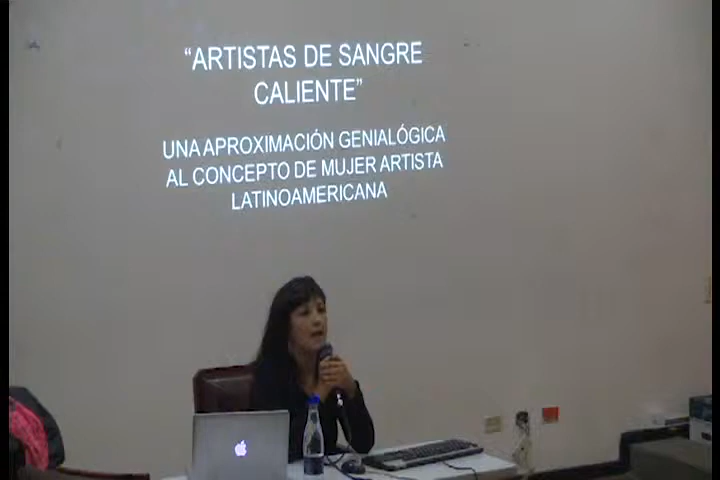 “ARTISTAS DE SANGRE
CALIENTE”
UNA APROXIMACIÓN GENIALÓGICA
AL CONCEPTO DE MUJER ARTISTA
LATINOAMERICANA